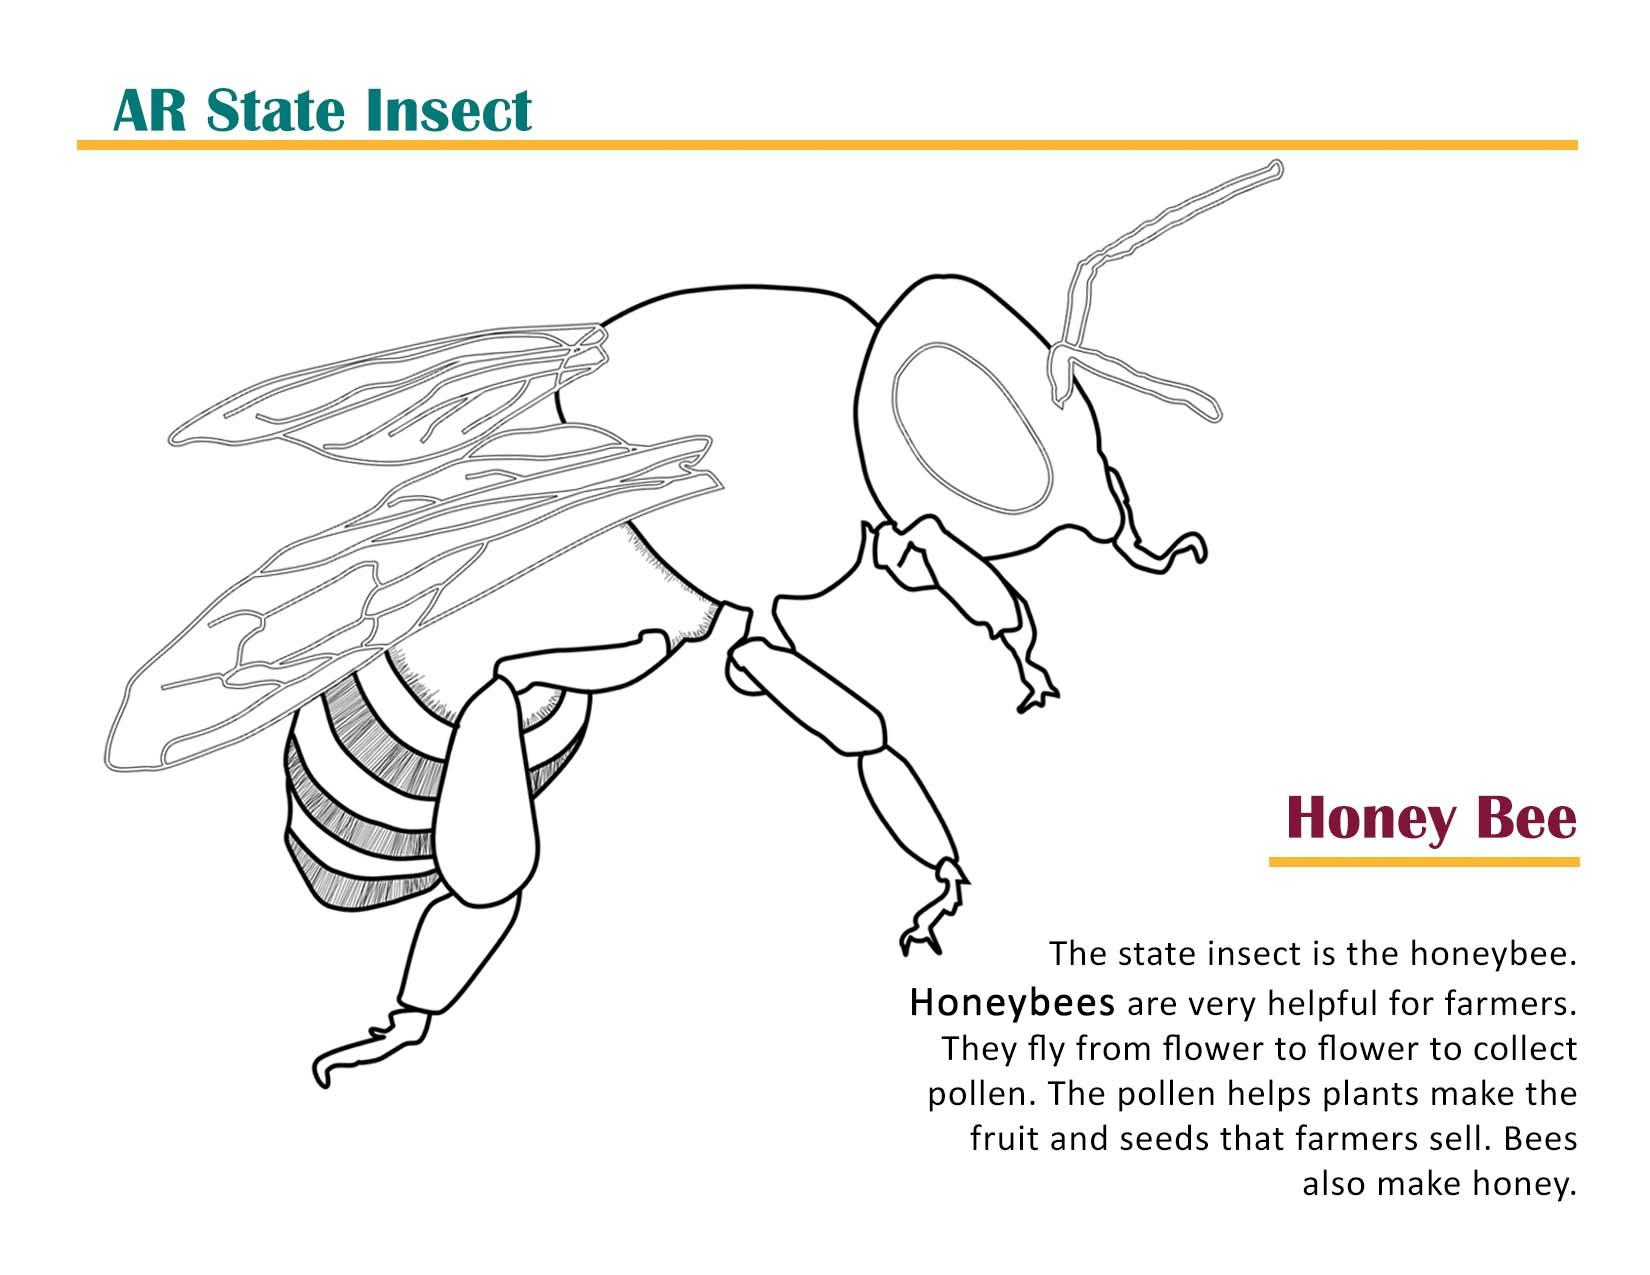 AR State Insect
Honey Bee
The state insect is the honeybee.
Honeybees are very helpful for farmers.
They fly from flower to flower to collect
pollen. The pollen helps plants make the
fruit and seeds that farmers sell. Bees
also make honey.